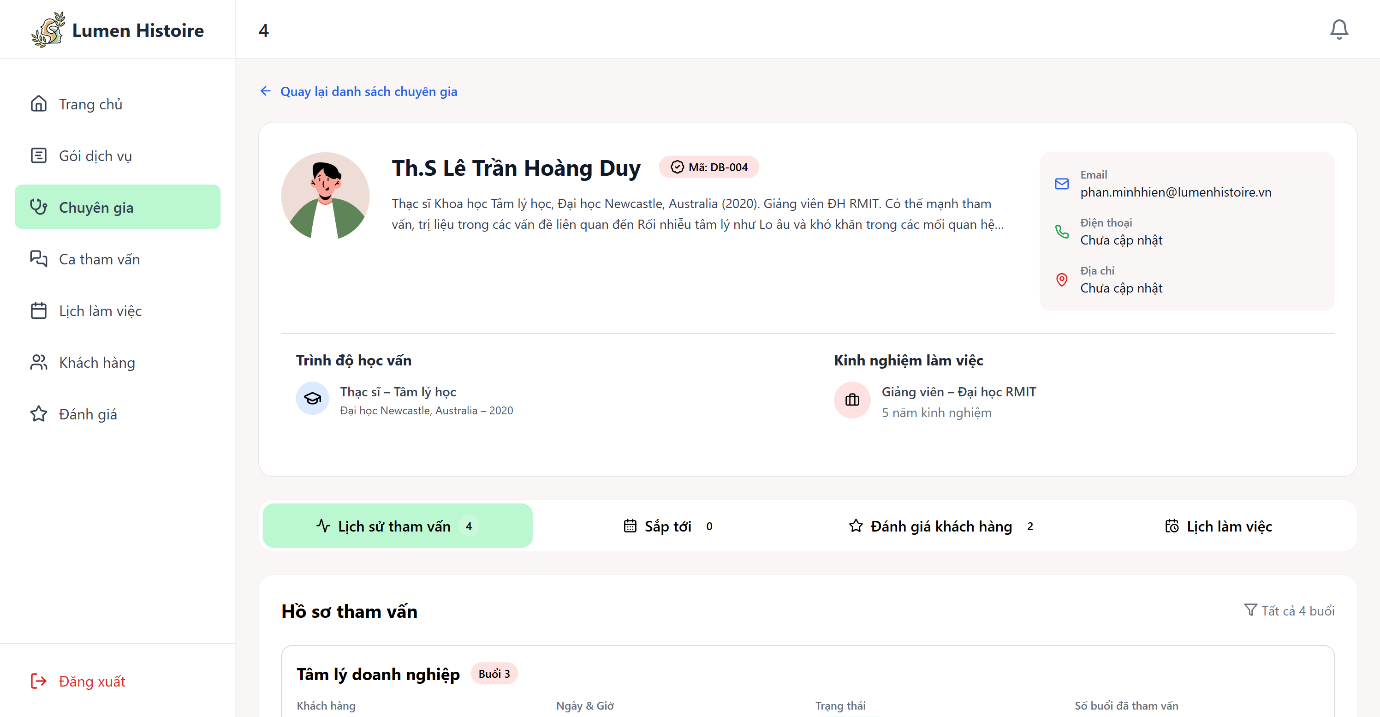 Lumen Histoire
4
Trang chủ
Gói dịch vụ
Chuyên gia
Ca tham vấn
Lịch làm việc
Khách hàng
Đánh giá
Đăng xuất
Quay lại danh sách chuyên gia
Th.S Lê Trần Hoàng Duy
Mã: DB-004
Thạc sĩ Khoa học Tâm lý học, Đại học Newcastle, Australia (2020). Giảng viên ĐH RMIT. Có thế mạnh tham
vấn, trị liệu trong các vấn đề liên quan đến Rối nhiễu tâm lý như Lo âu và khó khăn trong các mối quan hệ...
Email
phan.minhhien@lumenhistoire.vn
Điện thoại
Chưa cập nhật
Địa chỉ
Chưa cập nhật
Trình độ học vấn
Thạc sĩ – Tâm lý học
Đại học Newcastle, Australia – 2020
Kinh nghiệm làm việc
Giảng viên – Đại học RMIT
5 năm kinh nghiệm
Lịch sử tham vấn 4
Sắp tới 0
Đánh giá khách hàng 2
Lịch làm việc
Hồ sơ tham vấn
Tất cả 4 buổi
Tâm lý doanh nghiệp
Buổi 3
Khách hàng
Ngày & Giờ
Trạng thái
Số buổi đã tham vấn